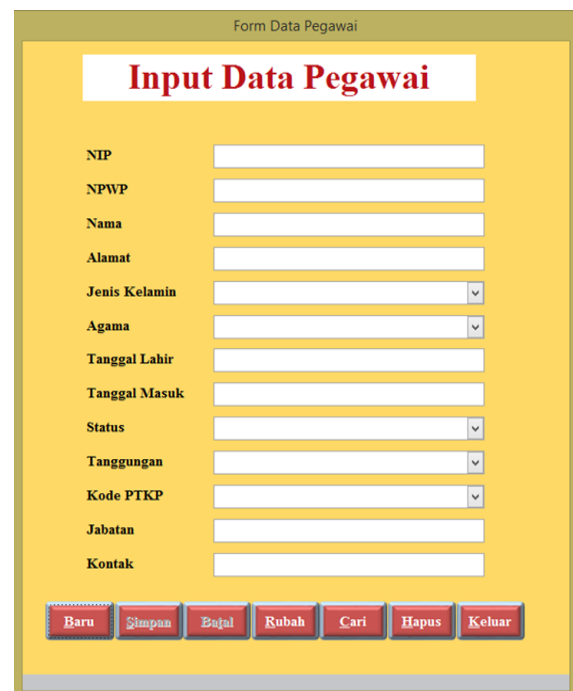 Form Data Pegawai
Input Data Pegawai
NIP
NPWP
Nama
Alamat
Jenis Kelamin
Agama
Tanggal Lahir
Tanggal Masuk
Status
Tanggungan
Kode PTKP
Jabatan
Kontak
Baru Simpan Batal Rubah Cari Hapus Keluar